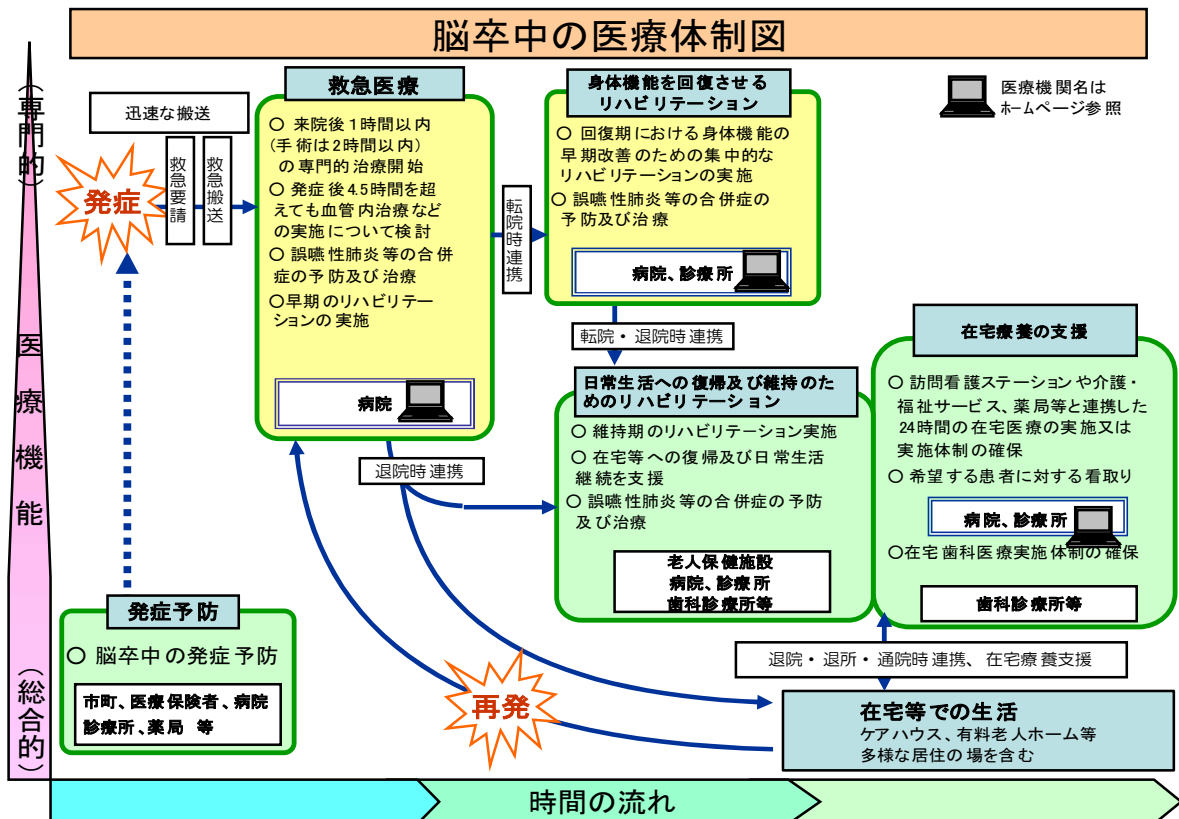 脳卒中の医療体制図
(専門的)
医療機能
(総合的)
迅速な搬送
発症
救急要請
救急搬送
救急医療
○ 来院後1時間以内
(手術は2時間以内)
の専門的治療開始
○ 発症後4.5時間を超
えても血管内治療など
の実施について検討
○ 誤嚥性肺炎等の合併
症の予防及び治療
○早期のリハビリテー
ションの実施
病院
転院時連携
身体機能を回復させる
リハビリテーション
○ 回復期における身体機能の
早期改善のための集中的な
リハビリテーションの実施
○ 誤嚥性肺炎等の合併症の
予防及び治療
病院、診療所
医療機関名は
ホームページ参照
転院・退院時連携
退院時連携
日常生活への復帰及び維持のた
めのリハビリテーション
○ 維持期のリハビリテーション実施
○ 在宅等への復帰及び日常生活
継続を支援
○ 誤嚥性肺炎等の合併症の予防
及び治療
老人保健施設
病院、診療所
歯科診療所等
在宅療養の支援
○ 訪問看護ステーションや介護・
福祉サービス、薬局等と連携した
24時間の在宅医療の実施又は
実施体制の確保
○ 希望する患者に対する看取り
病院、診療所
○在宅歯科医療実施体制の確保
歯科診療所等
発症予防
○ 脳卒中の発症予防
市町、医療保険者、病院
診療所、薬局 等
再発
退院・退所・通院時連携、在宅療養支援
在宅等での生活
ケアハウス、有料老人ホーム等
多様な居住の場を含む
時間の流れ